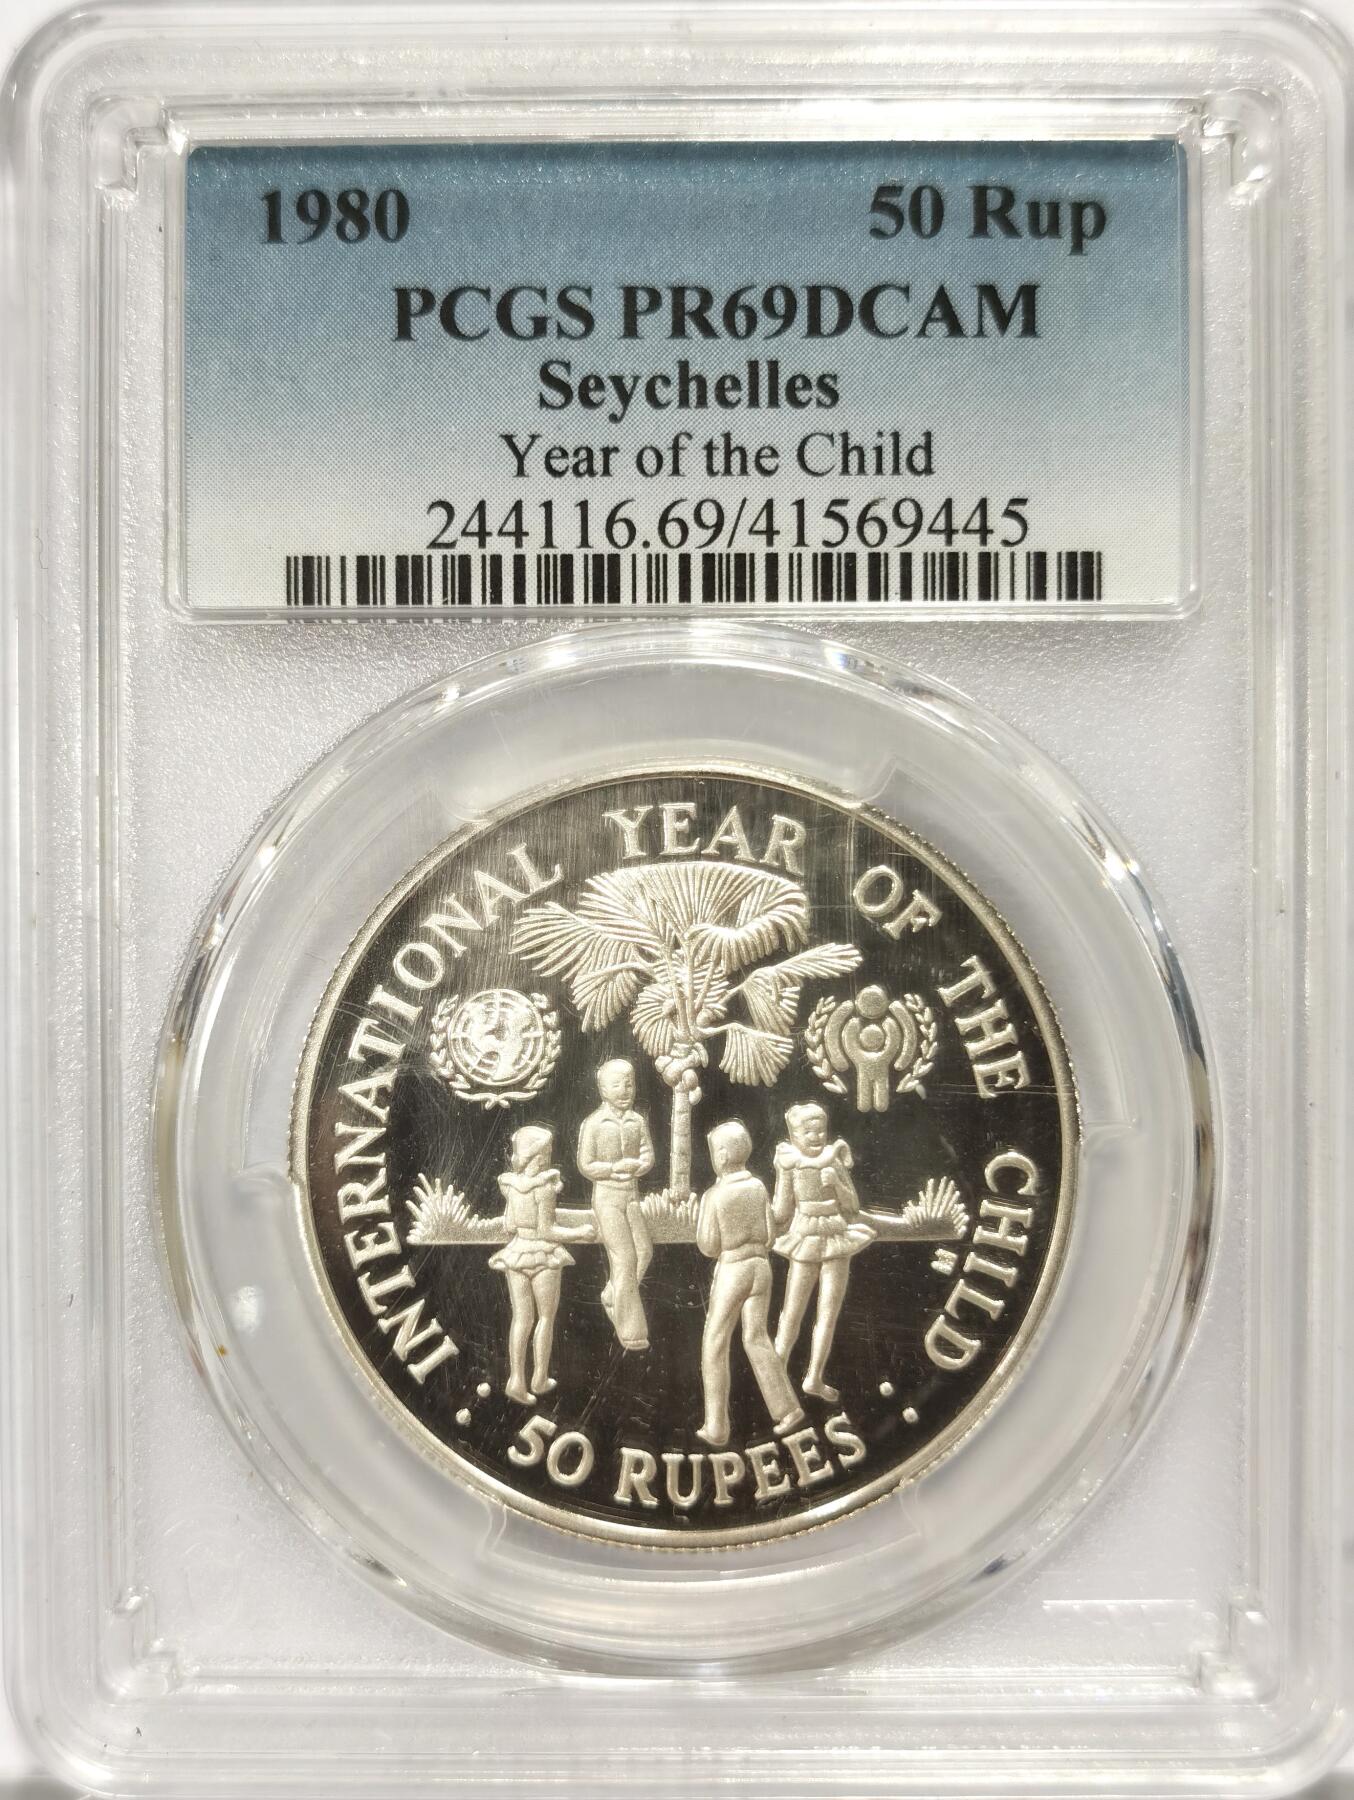 1980 50 Rup
PCGS PR69DCAM
Seychelles
Year of the Child
244116.69/41569445
INTERNATIONAL YEAR OF THE CHILD
50 RUPEES